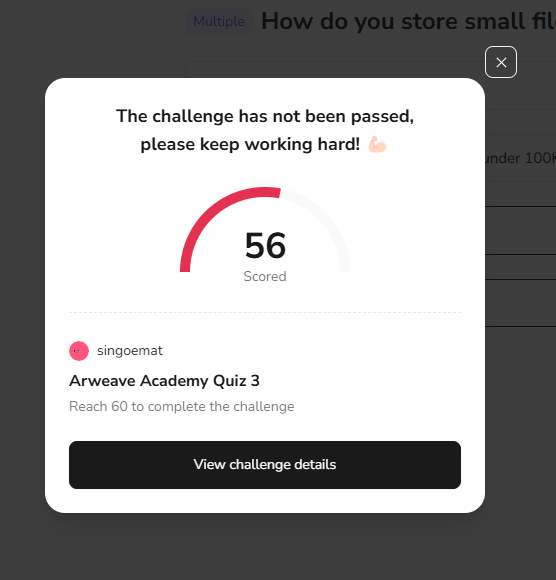 Multiple How do you store small fil
The challenge has not been passed,
please keep working hard! 💪🏻
under 100K
56
Scored
singoemat
Arweave Academy Quiz 3
Reach 60 to complete the challenge
View challenge details